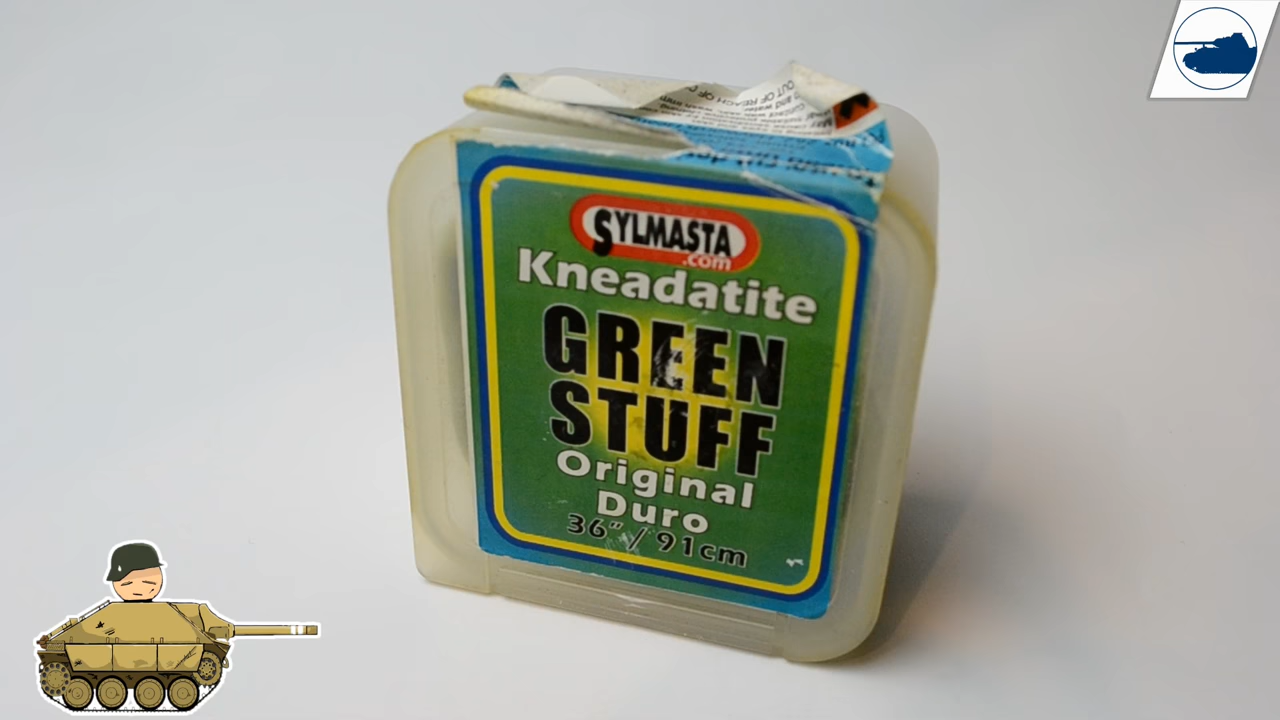 OUT OF REACH OF
SYLMASTA
.com
Kneadatite
GREEN
STUFF
Original
Duro
36" / 91cm